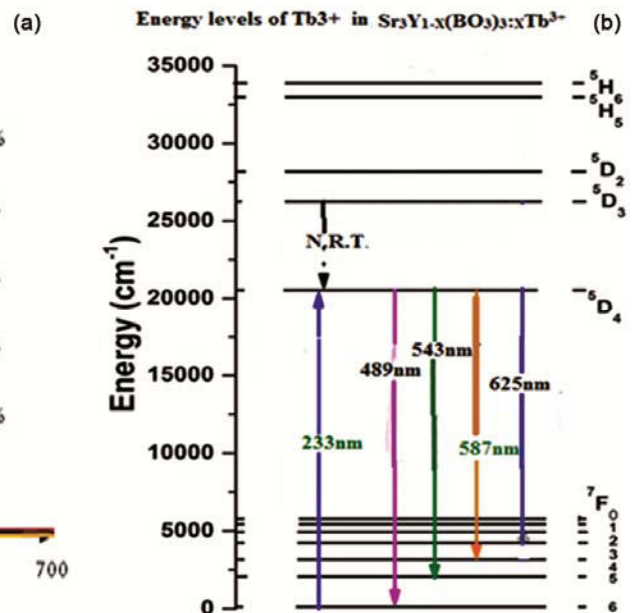 (a)
Energy levels of Tb3+ in Sr₃Y₁₋ₓ(BO₃)₃:xTb³⁺
(b)
35000
30000
25000
20000
15000
10000
5000
0
Energy (cm⁻¹)
⁵H₆
⁵H₅
⁵D₂
⁵D₃
N.R.T.
⁵D₄
489nm
543nm
625nm
233nm
587nm
⁷F₀
1
2
3
4
5
6
%
%
700